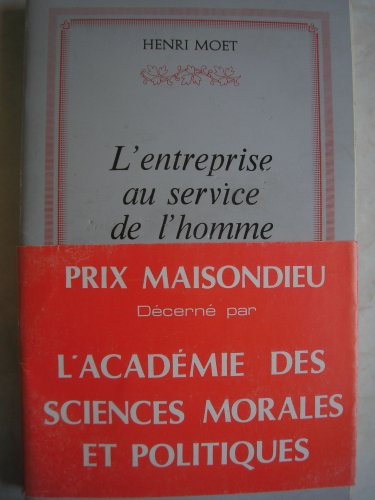 HENRI MOET
L'entreprise
au service
de l'homme
PRIX MAISONDIEU
Décerné par
L'ACADÉMIE DES
SCIENCES MORALES
ET POLITIQUES